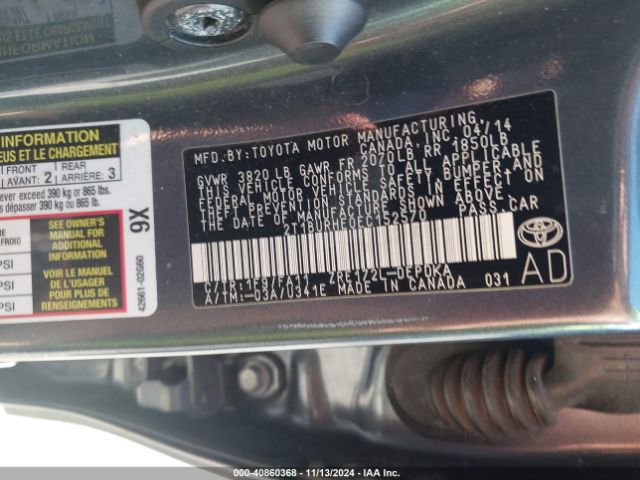 INFORMATION
EUS ET LE CHARGEMENT
FRONT
AVANT: 2
REAR
ARRIÈRE: 3
ever exceed 390 kg or 865 lbs.
dépasser 390 kg ou 865 lb.
SEE OWNER'S
MANUAL FOR
ADDITIONAL
INFORMATION
VOIR LE MANUEL
DE L'USAGER
POUR PLUS DE
RENSEIGNEMENTS
FROID
PSI
PSI
9X
42661-02G60
MFD. BY: TOYOTA MOTOR MANUFACTURING,
CANADA, INC. 04/14
GVWR 3820 LB GAWR FR 2070LB RR 1850LB
THIS VEHICLE CONFORMS TO ALL APPLICABLE
FEDERAL MOTOR VEHICLE SAFETY, BUMPER, AND
THEFT PREVENTION STANDARDS IN EFFECT ON
THE DATE OF MANUFACTURE SHOWN ABOVE.
2T1BURHE0EC152570 PASS. CAR
C/TR: 1F9/FA11 ZRE172L-DEPDKA
A/TM: -03A/U341E MADE IN CANADA 031
TOYOTA
AD
000-40860368 - 11/13/2024 - IAA Inc.